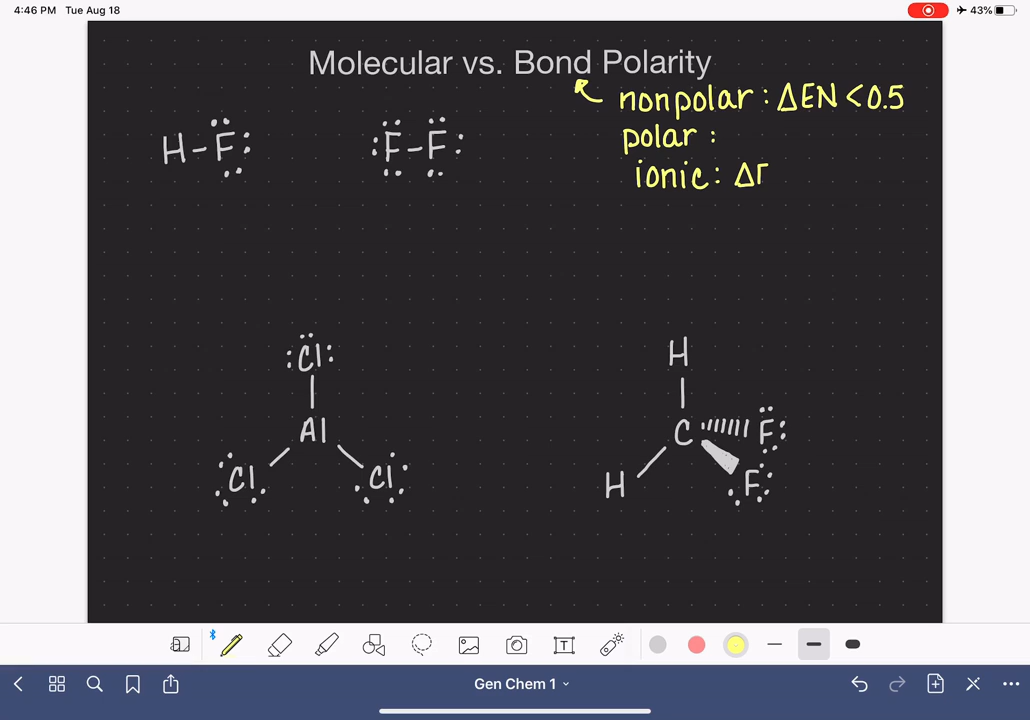 4:46 PM Tue Aug 18
43%
Molecular vs. Bond Polarity
nonpolar : ΔEN < 0.5
polar :
ionic : Δ
H-F
F-F
Cl
Al
Cl
Cl
H
C
F
H
F
T
Gen Chem 1